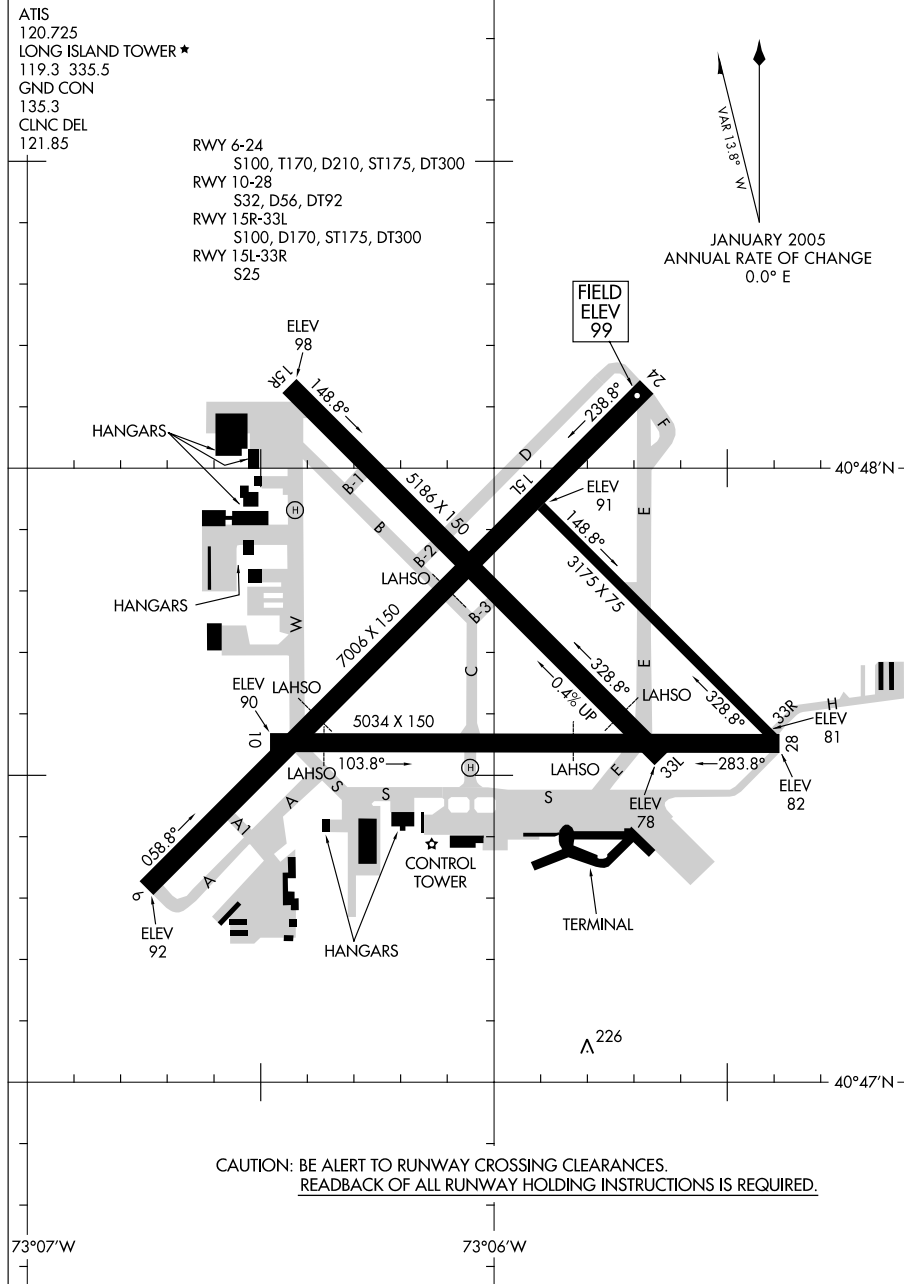 ATIS
120.725
LONG ISLAND TOWER ★
119.3 335.5
GND CON
135.3
CLNC DEL
121.85
RWY 6-24
S100, T170, D210, ST175, DT300
RWY 10-28
S32, D56, DT92
RWY 15R-33L
S100, D170, ST175, DT300
RWY 15L-33R
S25
VAR 13.8° W
JANUARY 2005
ANNUAL RATE OF CHANGE
0.0° E
FIELD
ELEV
99
ELEV
98
15R
148.8°
24
238.8°
F
HANGARS
D
15L
40°48'N
B-1
5186 X 150
ELEV
91
H
B
E
148.8°
B-2
3175 X 75
LAHSO
HANGARS
B-3
7006 X 150
W
C
E
328.8°
0.4% UP
ELEV
90
LAHSO
LAHSO
328.8°
33R
H
10
5034 X 150
ELEV
81
28
LAHSO
103.8°
H
LAHSO
E
33L
283.8°
ELEV
82
S
S
S
A
A1
058.8°
ELEV
78
A
6
CONTROL
TOWER
ELEV
92
HANGARS
TERMINAL
226
40°47'N
CAUTION: BE ALERT TO RUNWAY CROSSING CLEARANCES.
READBACK OF ALL RUNWAY HOLDING INSTRUCTIONS IS REQUIRED.
73°07'W
73°06'W